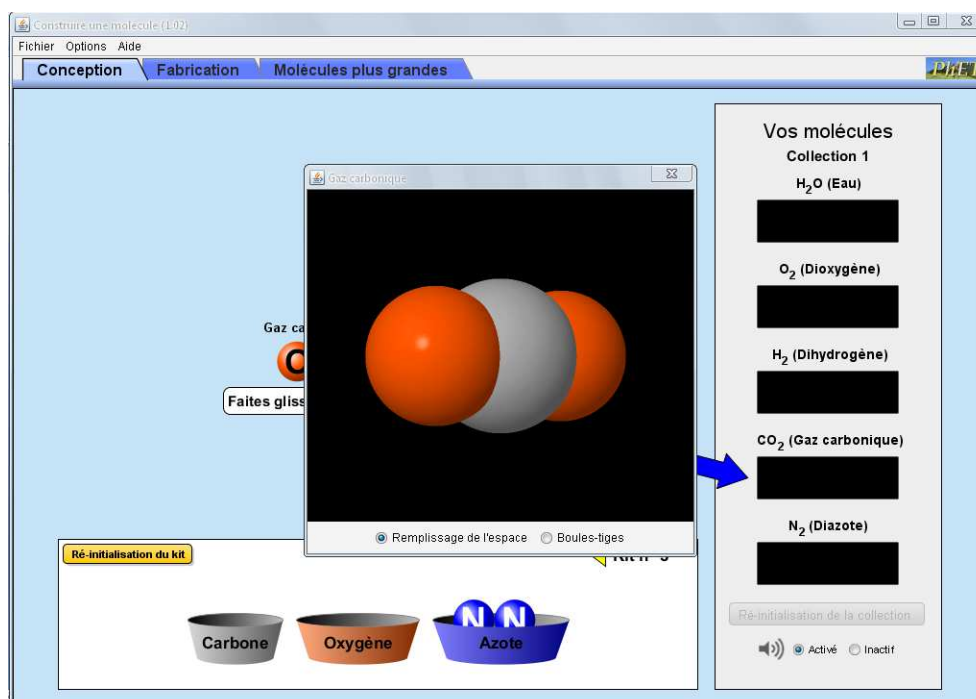 Construire une molécule (1.02)
Fichier Options Aide
Conception Fabrication Molécules plus grandes
PhET
Vos molécules
Collection 1
H2O (Eau)
O2 (Dioxygène)
H2 (Dihydrogène)
CO2 (Gaz carbonique)
N2 (Diazote)
Ré-initialisation de la collection
Activé Inactif
Gaz carbonique
Remplissage de l'espace Boules-tiges
Gaz ca
O
Faites gliss
Ré-initialisation du kit
Carbone Oxygène Azote
N N